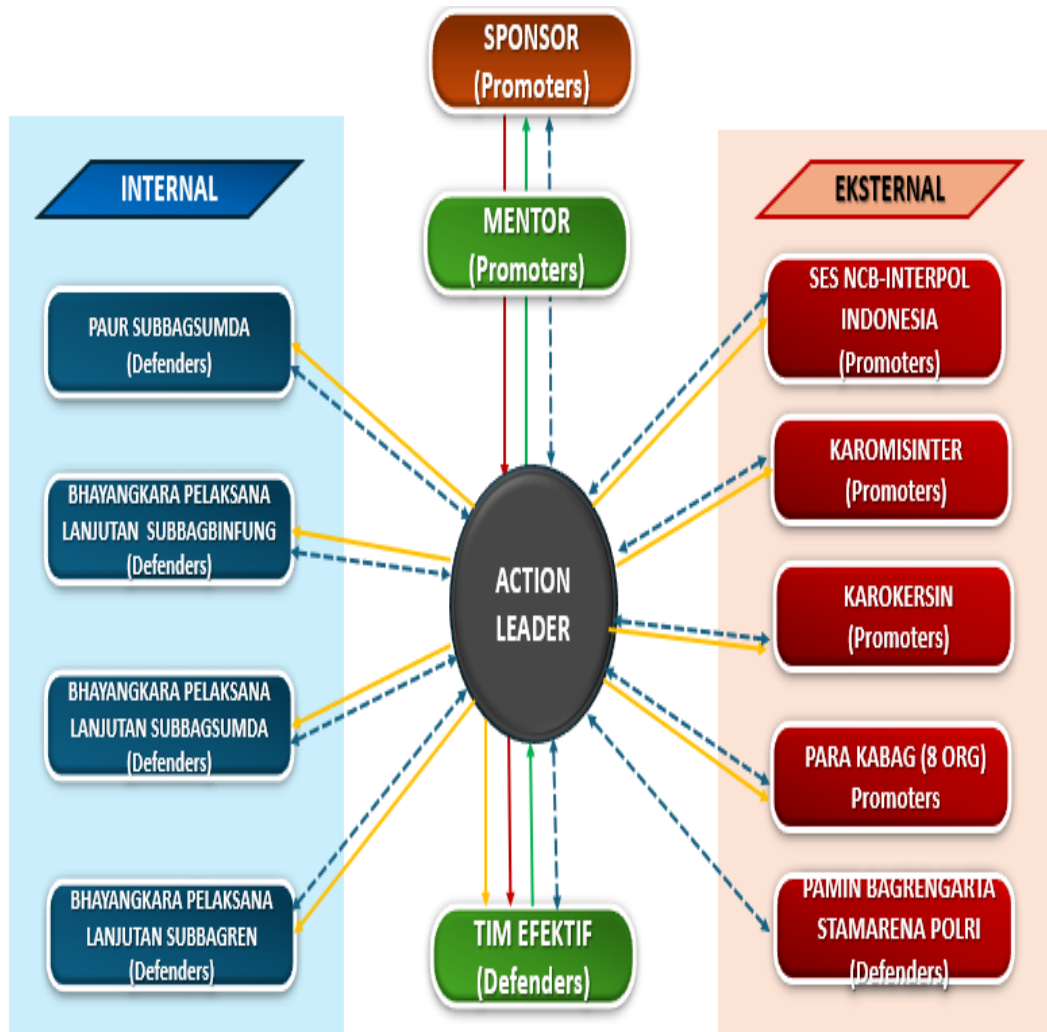 SPONSOR
(Promoters)
MENTOR
(Promoters)
INTERNAL
PAUR SUBBAGSUMDA
(Defenders)
BHAYANGKARA PELAKSANA
LANJUTAN SUBBAGBINFUNG
(Defenders)
BHAYANGKARA PELAKSANA
LANJUTAN SUBBAGSUMDA
(Defenders)
BHAYANGKARA PELAKSANA
LANJUTAN SUBBAGREN
(Defenders)
ACTION
LEADER
TIM EFEKTIF
(Defenders)
EKSTERNAL
SES NCB-INTERPOL
INDONESIA
(Promoters)
KAROMISINTER
(Promoters)
KAROKERSIN
(Promoters)
PARA KABAG (8 ORG)
Promoters
PAMIN BAGRENGARTA
STAMARENA POLRI
(Defenders)